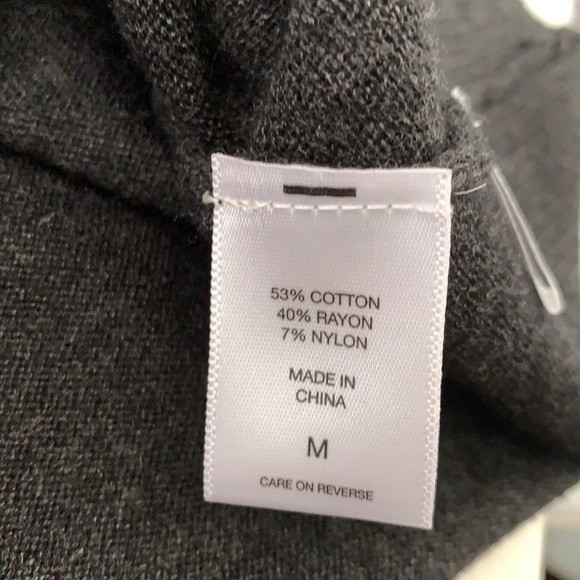 53% COTTON
40% RAYON
7% NYLON
MADE IN
CHINA
M
CARE ON REVERSE